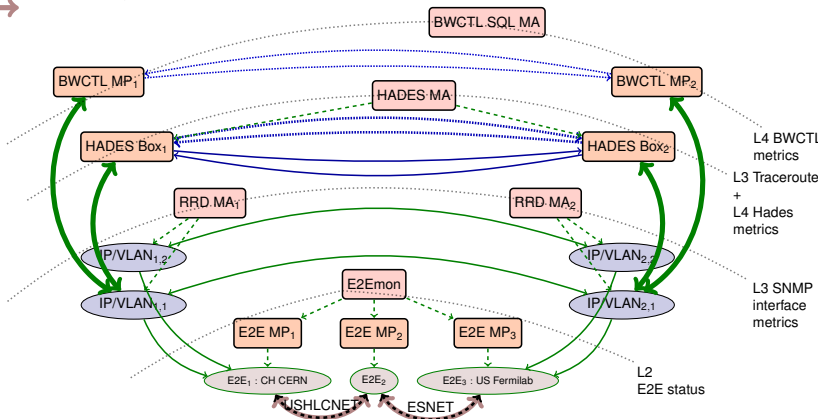 BWCTL SQL MA
BWCTL MP1
BWCTL MP2
HADES MA
HADES Box1
HADES Box2
L4 BWCTL
metrics
L3 Traceroute
+
L4 Hades
metrics
RRD MA1
RRD MA2
IP/VLAN1,2
IP/VLAN2,2
IP/VLAN1,1
IP/VLAN2,1
L3 SNMP
interface
metrics
E2Emon
E2E MP1
E2E MP2
E2E MP3
E2E1 : CH CERN
E2E2
E2E3 : US Fermilab
L2
E2E status
USHLCNET
ESNET